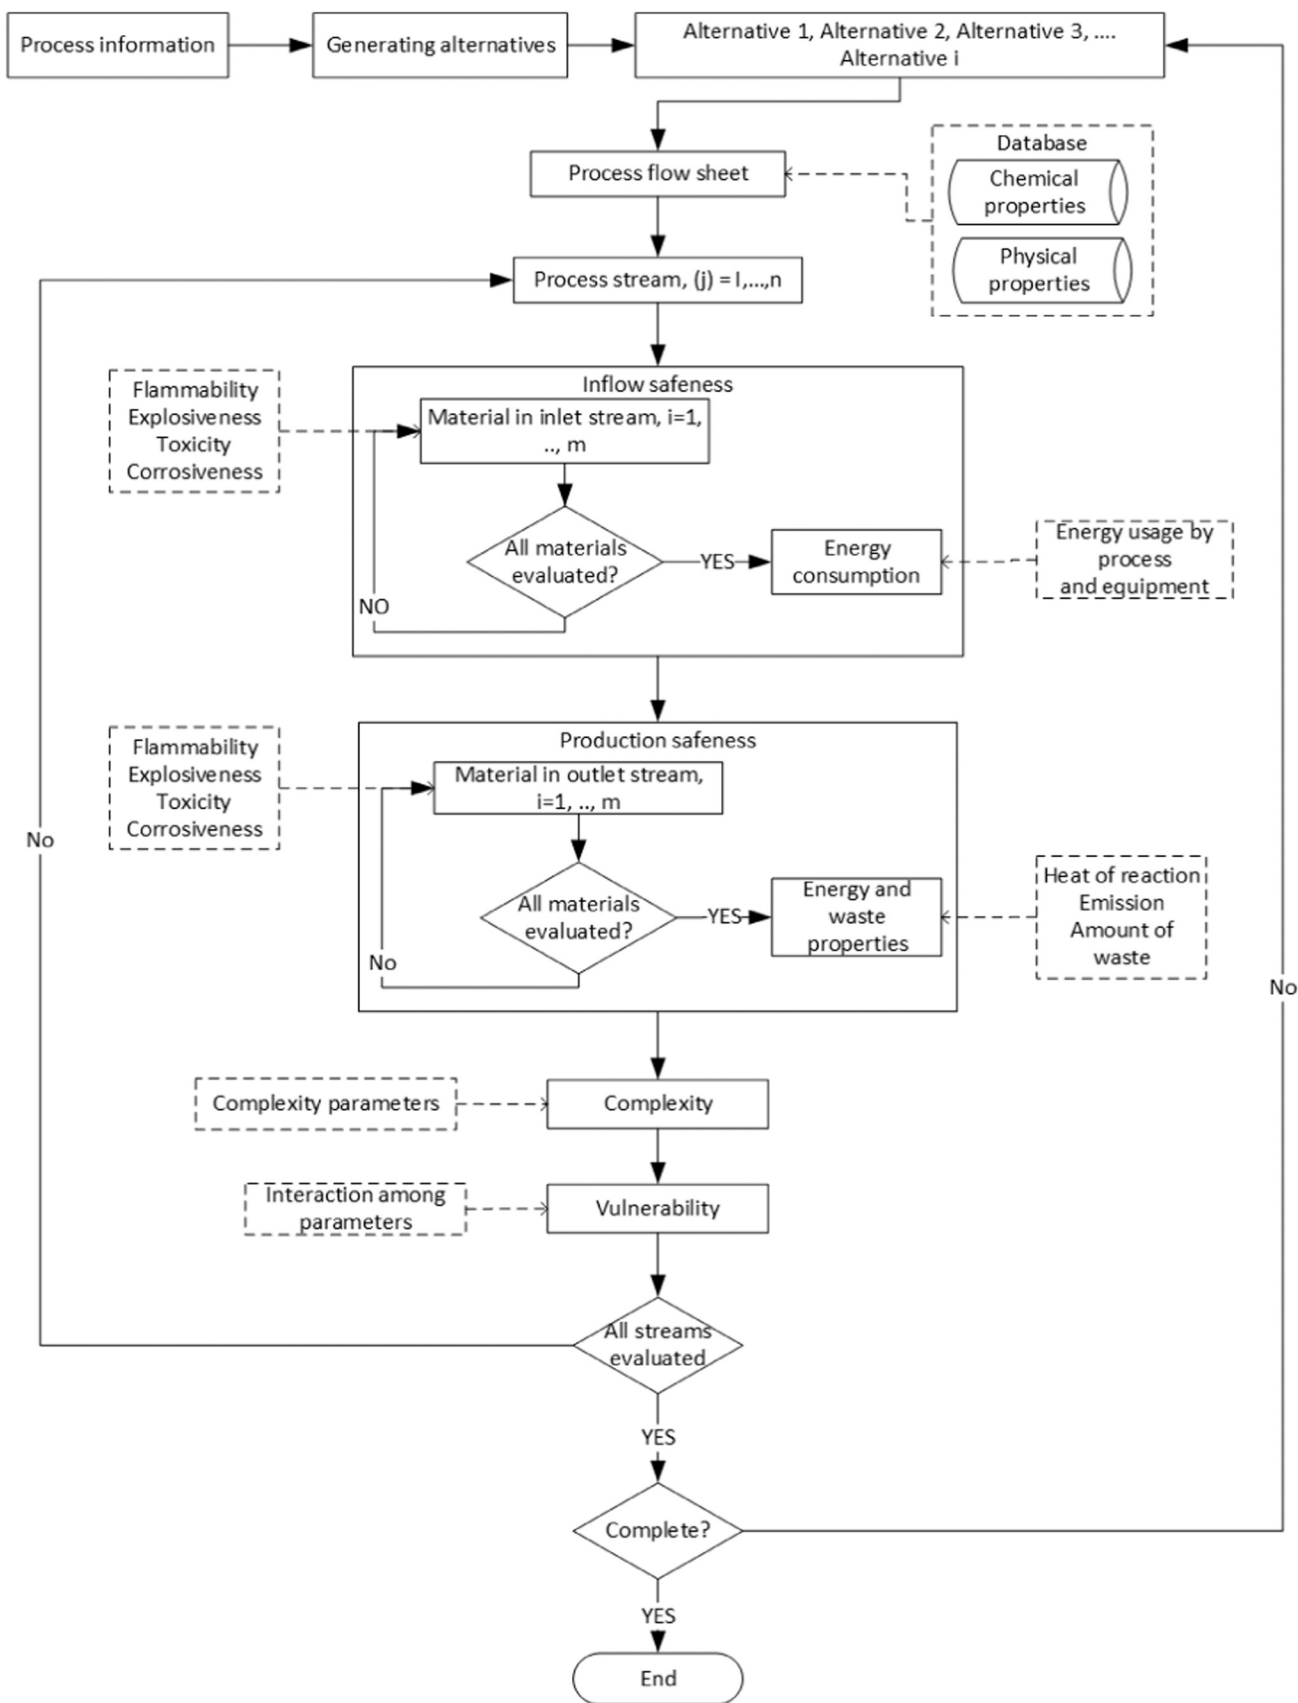 Process information
Generating alternatives
Alternative 1, Alternative 2, Alternative 3, ....
Alternative i
Database
Chemical
properties
Physical
properties
Process flow sheet
Process stream, (j) = I,...,n
Inflow safeness
Flammability
Explosiveness
Toxicity
Corrosiveness
Material in inlet stream, i=1,
.., m
All materials
evaluated?
YES
Energy
consumption
Energy usage by
process
and equipment
NO
Production safeness
Flammability
Explosiveness
Toxicity
Corrosiveness
Material in outlet stream,
i=1, .., m
No
All materials
evaluated?
YES
Energy and
waste
properties
Heat of reaction
Emission
Amount of
waste
No
No
Complexity parameters
Complexity
Interaction among
parameters
Vulnerability
All streams
evaluated
YES
Complete?
YES
End